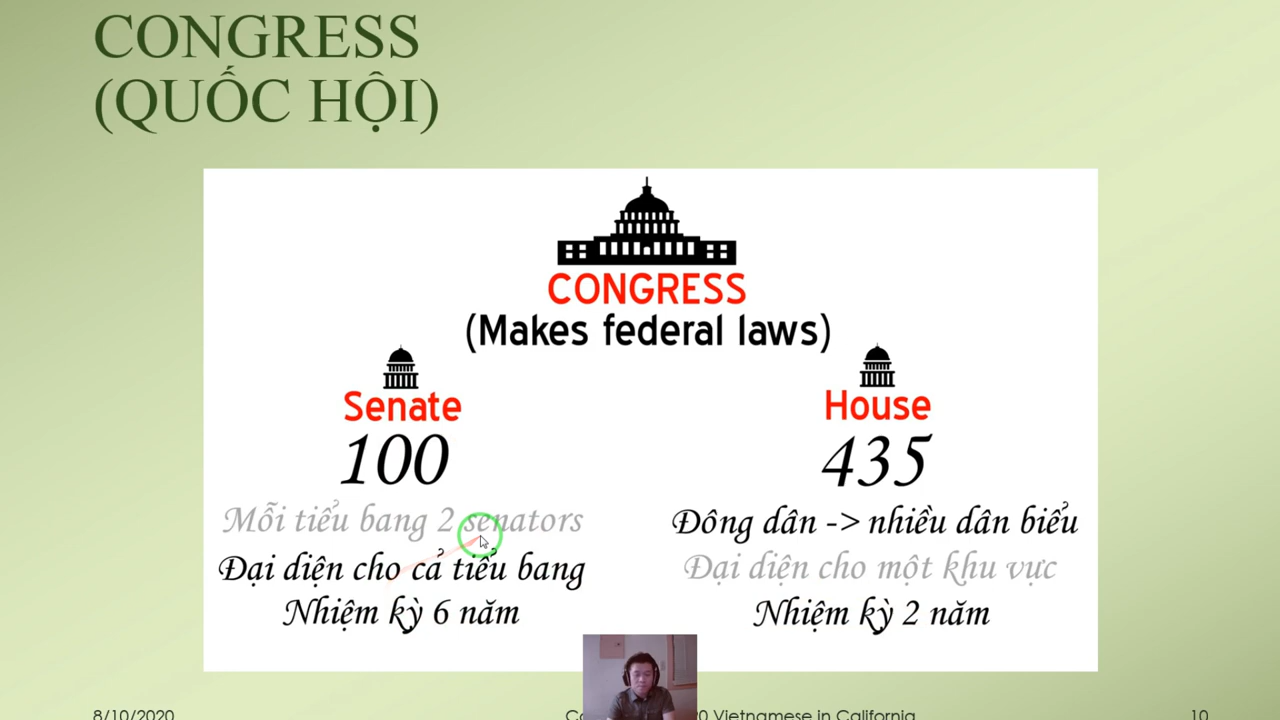 CONGRESS
(QUỐC HỘI)
CONGRESS
(Makes federal laws)
Senate
100
Mỗi tiểu bang 2 senators
Đại diện cho cả tiểu bang
Nhiệm kỳ 6 năm
House
435
Đông dân -> nhiều dân biểu
Đại diện cho một khu vực
Nhiệm kỳ 2 năm
8/10/2020
Vietnamese in California
10